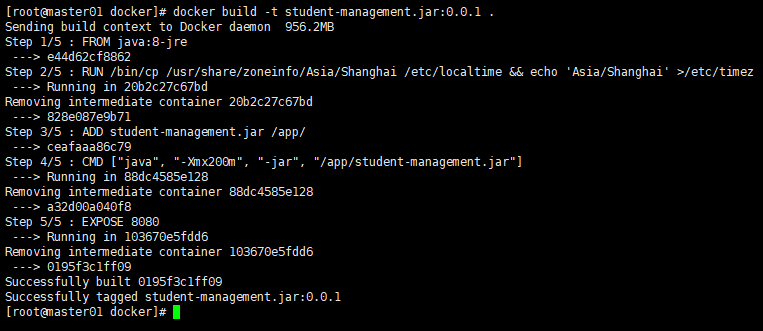 [root@master01 docker]# docker build -t student-management.jar:0.0.1 .
Sending build context to Docker daemon  956.2MB
Step 1/5 : FROM java:8-jre
 ---> e44d62cf8862
Step 2/5 : RUN /bin/cp /usr/share/zoneinfo/Asia/Shanghai /etc/localtime && echo 'Asia/Shanghai' >/etc/timez
 ---> Running in 20b2c27c67bd
Removing intermediate container 20b2c27c67bd
 ---> 828e087e9b71
Step 3/5 : ADD student-management.jar /app/
 ---> ceafaaa86c79
Step 4/5 : CMD ["java", "-Xmx200m", "-jar", "/app/student-management.jar"]
 ---> Running in 88dc4585e128
Removing intermediate container 88dc4585e128
 ---> a32d00a040f8
Step 5/5 : EXPOSE 8080
 ---> Running in 103670e5fdd6
Removing intermediate container 103670e5fdd6
 ---> 0195f3c1ff09
Successfully built 0195f3c1ff09
Successfully tagged student-management.jar:0.0.1
[root@master01 docker]#